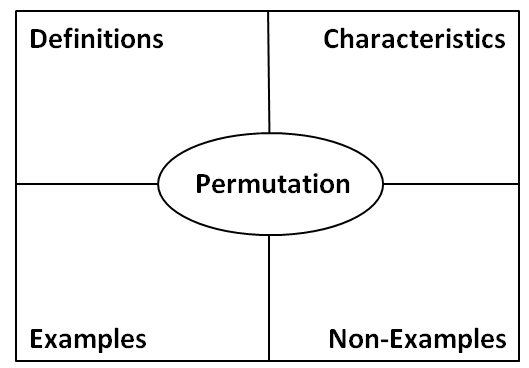 Definitions
Characteristics
Permutation
Examples
Non-Examples